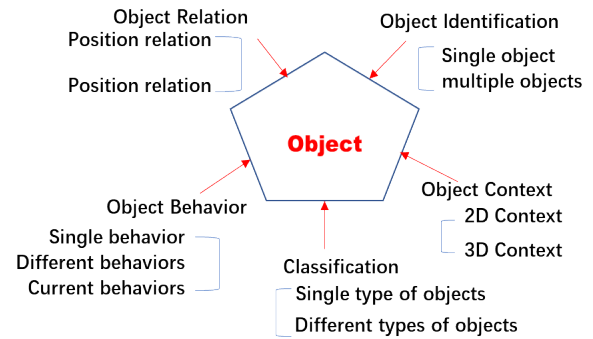 Object Relation
Position relation
Position relation
Object Identification
Single object
multiple objects
Object
Object Context
2D Context
3D Context
Object Behavior
Single behavior
Different behaviors
Current behaviors
Classification
Single type of objects
Different types of objects